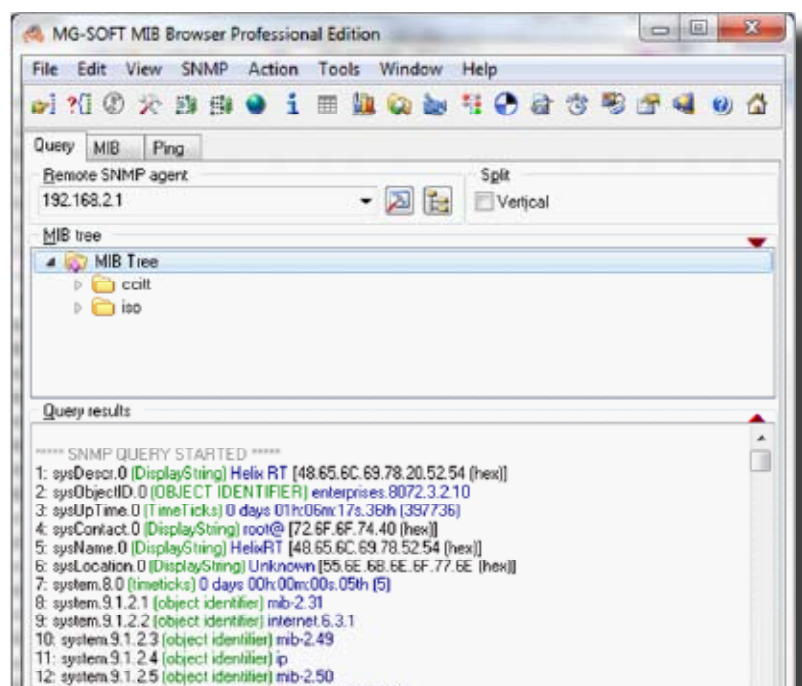 MG-SOFT MIB Browser Professional Edition
File Edit View SNMP Action Tools Window Help
Query MIB Ping
Remote SNMP agent
Split
192.168.2.1
Vertical
MIB tree
MIB Tree
ccitt
iso
Query results
***** SNMP QUERY STARTED *****
1: sysDescr.0 (DisplayString) Helix RT [48.65.6C.69.78.20.52.54 (hex)]
2: sysObjectID.0 (OBJECT IDENTIFIER) enterprises.8072.3.2.10
3: sysUpTime.0 (TimeTicks) 0 days 01h:06m:17s.36th (397736)
4: sysContact.0 (DisplayString) root@ [72.6F.6F.74.40 (hex)]
5: sysName.0 (DisplayString) HelixRT [48.65.6C.69.78.52.54 (hex)]
6: sysLocation.0 (DisplayString) Unknown [55.6E.6B.6E.6F.77.6E (hex)]
7: system.8.0 (timeticks) 0 days 00h:00m:00s.05th (5)
8: system.9.1.2.1 (object identifier) mib-2.31
9: system.9.1.2.2 (object identifier) internet.6.3.1
10: system.9.1.2.3 (object identifier) mib-2.49
11: system.9.1.2.4 (object identifier) ip
12: system.9.1.2.5 (object identifier) mib-2.50